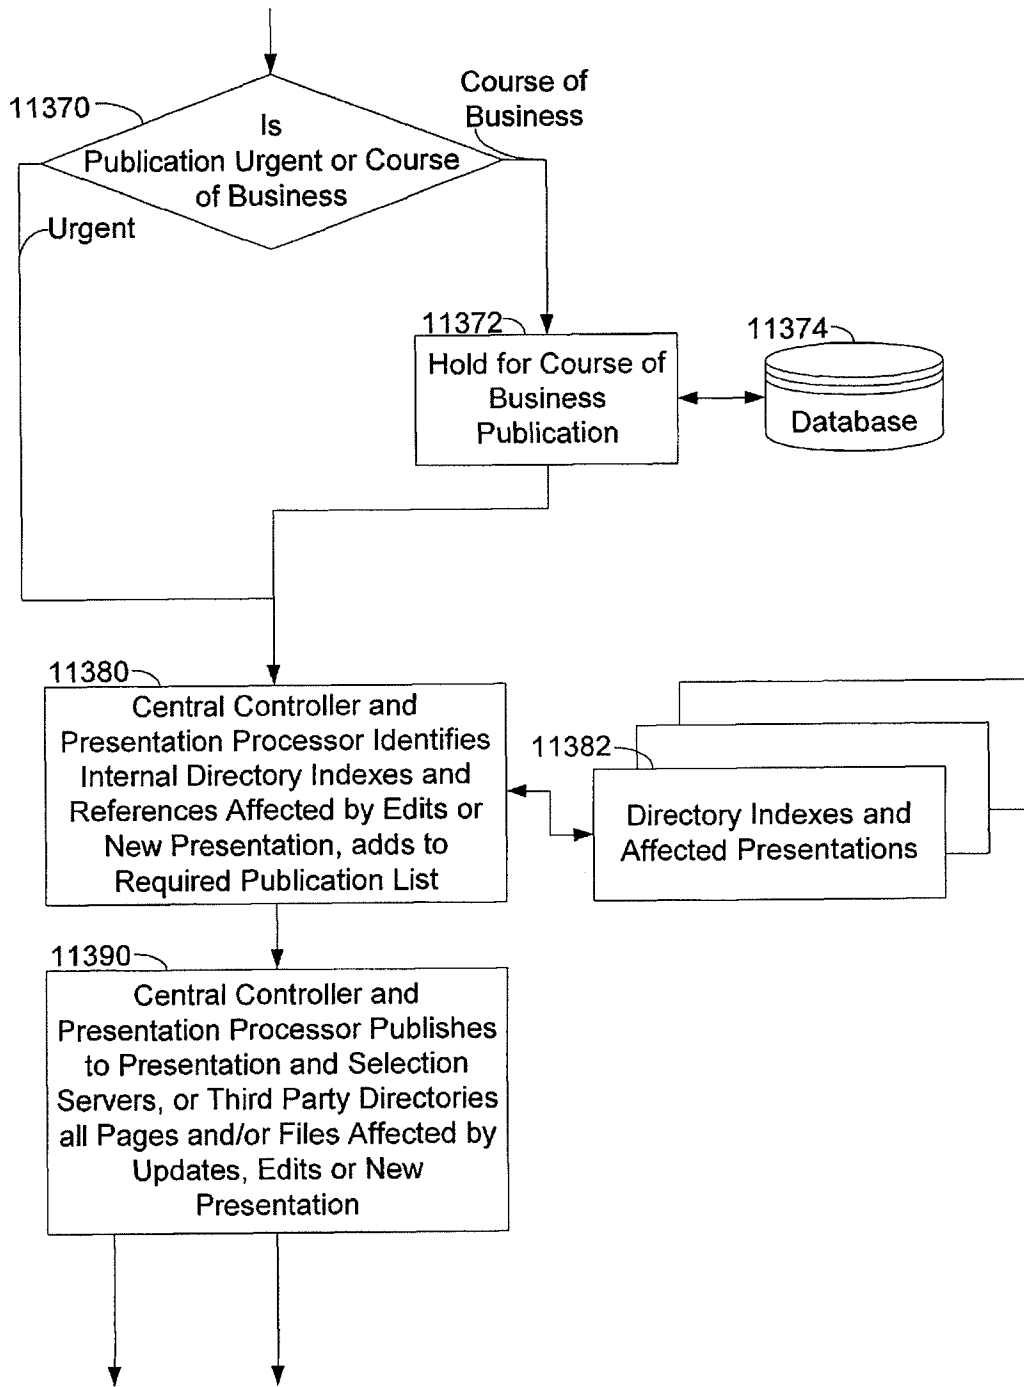 11370
Is
Publication Urgent or Course
of Business
Course of
Business
Urgent
11372
Hold for Course of
Business
Publication
11374
Database
11380
Central Controller and
Presentation Processor Identifies
Internal Directory Indexes and
References Affected by Edits or
New Presentation, adds to
Required Publication List
11382
Directory Indexes and
Affected Presentations
11390
Central Controller and
Presentation Processor Publishes
to Presentation and Selection
Servers, or Third Party Directories
all Pages and/or Files Affected by
Updates, Edits or New
Presentation